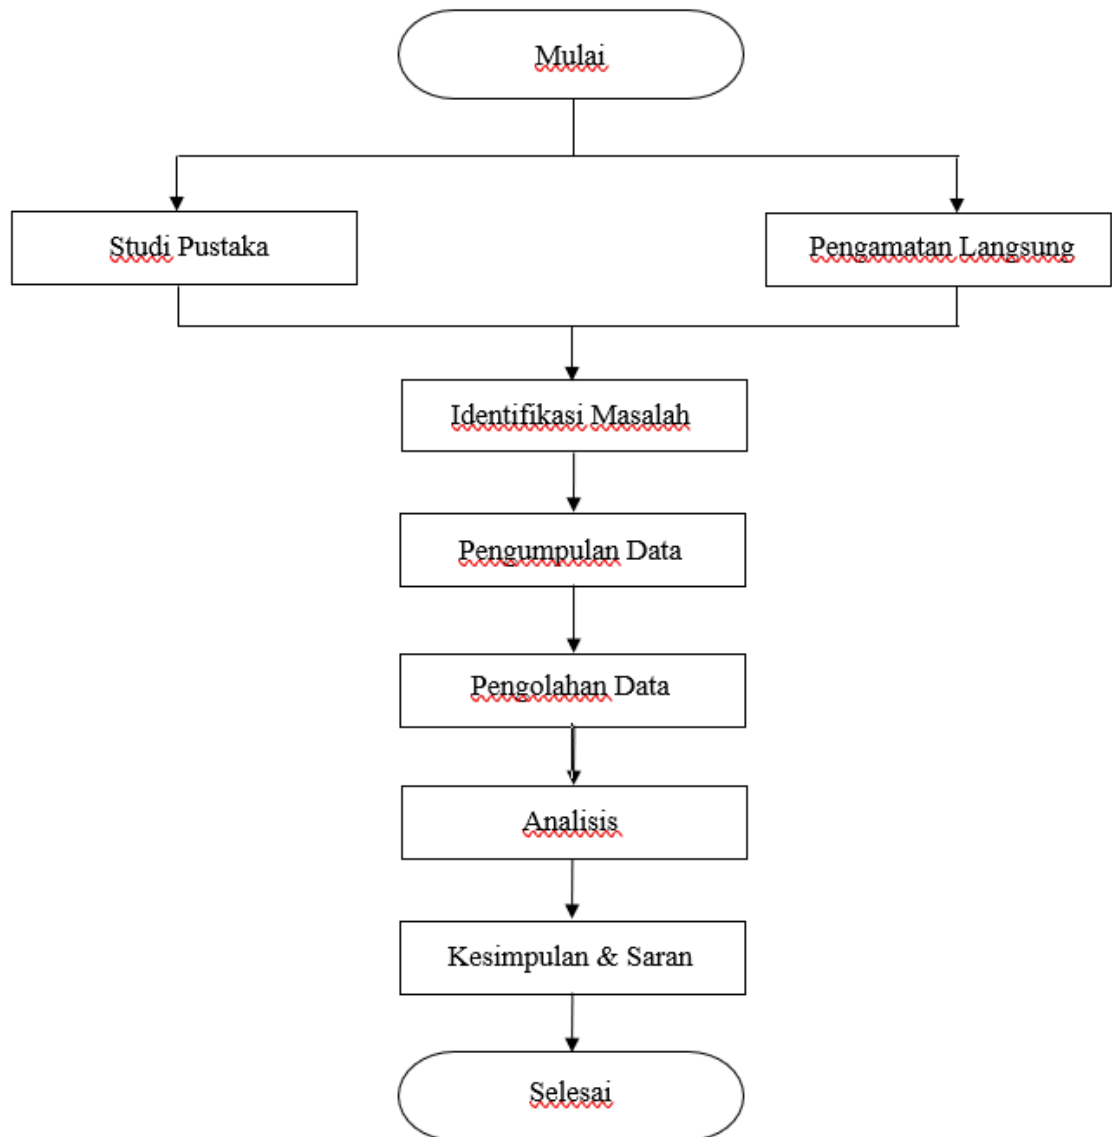 Mulai
Studi Pustaka
Pengamatan Langsung
Identifikasi Masalah
Pengumpulan Data
Pengolahan Data
Analisis
Kesimpulan & Saran
Selesai